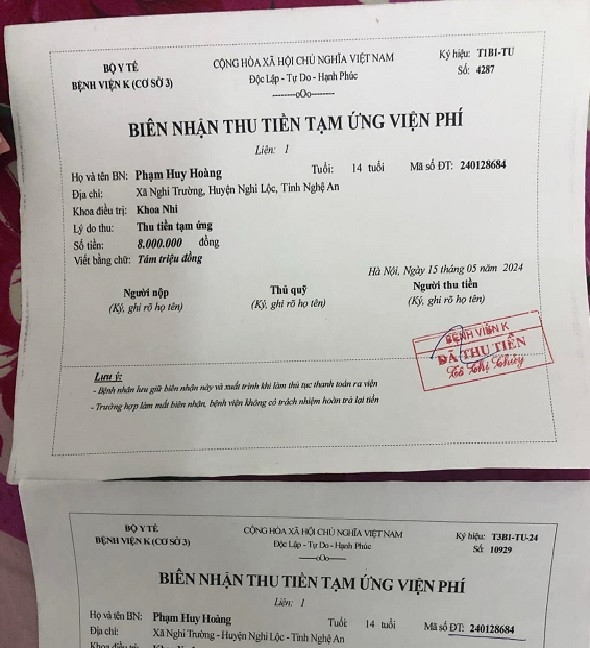 BỘ Y TẾ
BỆNH VIỆN K (CƠ SỞ 3)
CỘNG HÒA XÃ HỘI CHỦ NGHĨA VIỆT NAM
Độc Lập - Tự Do - Hạnh Phúc
--------oOo--------
Ký hiệu: T1B1-TU
Số: 4287
BIÊN NHẬN THU TIỀN TẠM ỨNG VIỆN PHÍ
Liên: 1
Họ và tên BN: Phạm Huy Hoàng Tuổi: 14 tuổi Mã số ĐT: 240128684
Địa chỉ: Xã Nghi Trường, Huyện Nghi Lộc, Tỉnh Nghệ An
Khoa điều trị: Khoa Nhi
Lý do thu: Thu tiền tạm ứng
Số tiền: 8,000,000 đồng
Viết bằng chữ: Tám triệu đồng
Hà Nội, Ngày 15 tháng 05 năm 2024
Người nộp Thủ quỹ Người thu tiền
(Ký, ghi rõ họ tên) (Ký, ghi rõ họ tên) (Ký, ghi rõ họ tên)
BỆNH VIỆN K
ĐÃ THU TIỀN
Lưu ý:
- Bệnh nhân lưu giữ biên nhận này và xuất trình khi làm thủ tục thanh toán ra viện
- Trường hợp làm mất biên nhận, bệnh viện không có trách nhiệm hoàn trả lại tiền
BỘ Y TẾ
BỆNH VIỆN K (CƠ SỞ 3)
CỘNG HÒA XÃ HỘI CHỦ NGHĨA VIỆT NAM
Độc Lập - Tự Do - Hạnh Phúc
-----oOo-----
Ký hiệu: T3B1-TU-24
Số: 10929
BIÊN NHẬN THU TIỀN TẠM ỨNG VIỆN PHÍ
Liên: 1
Họ và tên BN: Phạm Huy Hoàng Tuổi: 14 tuổi Mã số ĐT: 240128684
Địa chỉ: Xã Nghi Trường - Huyện Nghi Lộc - Tỉnh Nghệ An